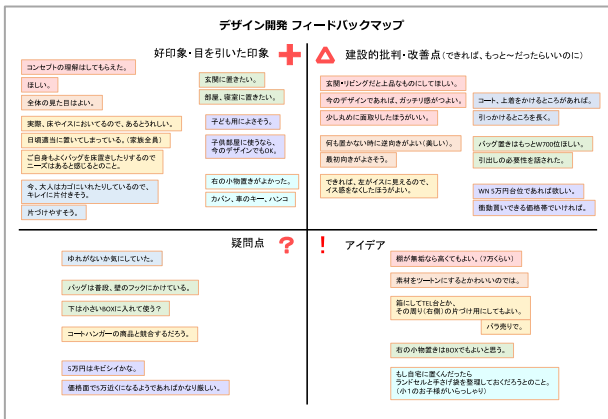 デザイン開発 フィードバックマップ
好印象・目を引いた印象
コンセプトの理解はしてもらえた。
ほしい。
全体の見た目はよい。
実際、床やイスにおいてるので、あるとうれしい。
日頃適当に置いてしまっている。（家族全員）
ご自身もよくバッグを床置きしたりするので
ニーズはあると感じるとのこと。
今、大人はカゴにいれたりしているので、
キレイに片付きそう。
片づけやすそう。
玄関に置きたい。
部屋、寝室に置きたい。
子ども用によさそう。
子供部屋に使うなら、
今のデザインでもOK。
右の小物置きがよかった。
カバン、車のキー、ハンコ
建設的批判・改善点（できれば、もっと～だったらいいのに）
玄関・リビングだと上品なものにしてほしい。
今のデザインであれば、ガッチリ感がつよい。
少し丸めに面取りしたほうがいい。
何も置かない時に逆向きがよい（美しい）。
最初向きがよさそう。
できれば、左がイスに見えるので、
イス感をなくしたほうがよい。
コート、上着をかけるところがあれば。
引っかけるところを長く。
バッグ置きはもっとW700位ほしい。
引出しの必要性を話された。
WN 5万円台位であれば欲しい。
衝動買いできる価格帯でいければ。
疑問点
ゆれがないか気にしていた。
バッグは普段、壁のフックにかけている。
下は小さいBOXに入れて使う？
コートハンガーの商品と競合するだろう。
5万円はキビシイかな。
価格面で5万近くになるようであればかなり厳しい。
アイデア
棚が無垢なら高くてもよい。（7万くらい）
素材をツートンにするとかわいいのでは。
箱にしてTEL台とか、
その周り（右側）の片づけ用にしてもよい。
バラ売りで。
右の小物置きはBOXでもよいと思う。
もし自宅に置くんだったら
ランドセルと手さげ袋を整理しておくだろうとのこと。
（小１のお子様がいらっしゃり）